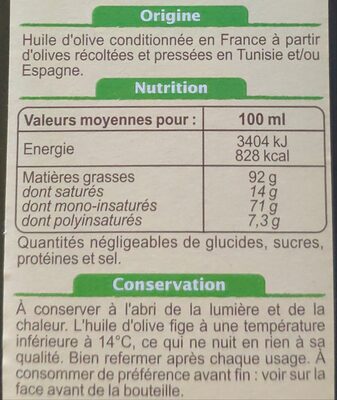 Origine
Huile d'olive conditionnée en France à partir
d'olives récoltées et pressées en Tunisie et/ou
Espagne.
Nutrition
Valeurs moyennes pour : 100 ml
Energie 3404 kJ
828 kcal
Matières grasses 92 g
dont saturés 14 g
dont mono-insaturés 71 g
dont polyinsaturés 7,3 g
Quantités négligeables de glucides, sucres,
protéines et sel.
Conservation
À conserver à l'abri de la lumière et de la
chaleur. L'huile d'olive fige à une température
inférieure à 14°C, ce qui ne nuit en rien à sa
qualité. Bien refermer après chaque usage. À
consommer de préférence avant fin : voir sur la
face avant de la bouteille.